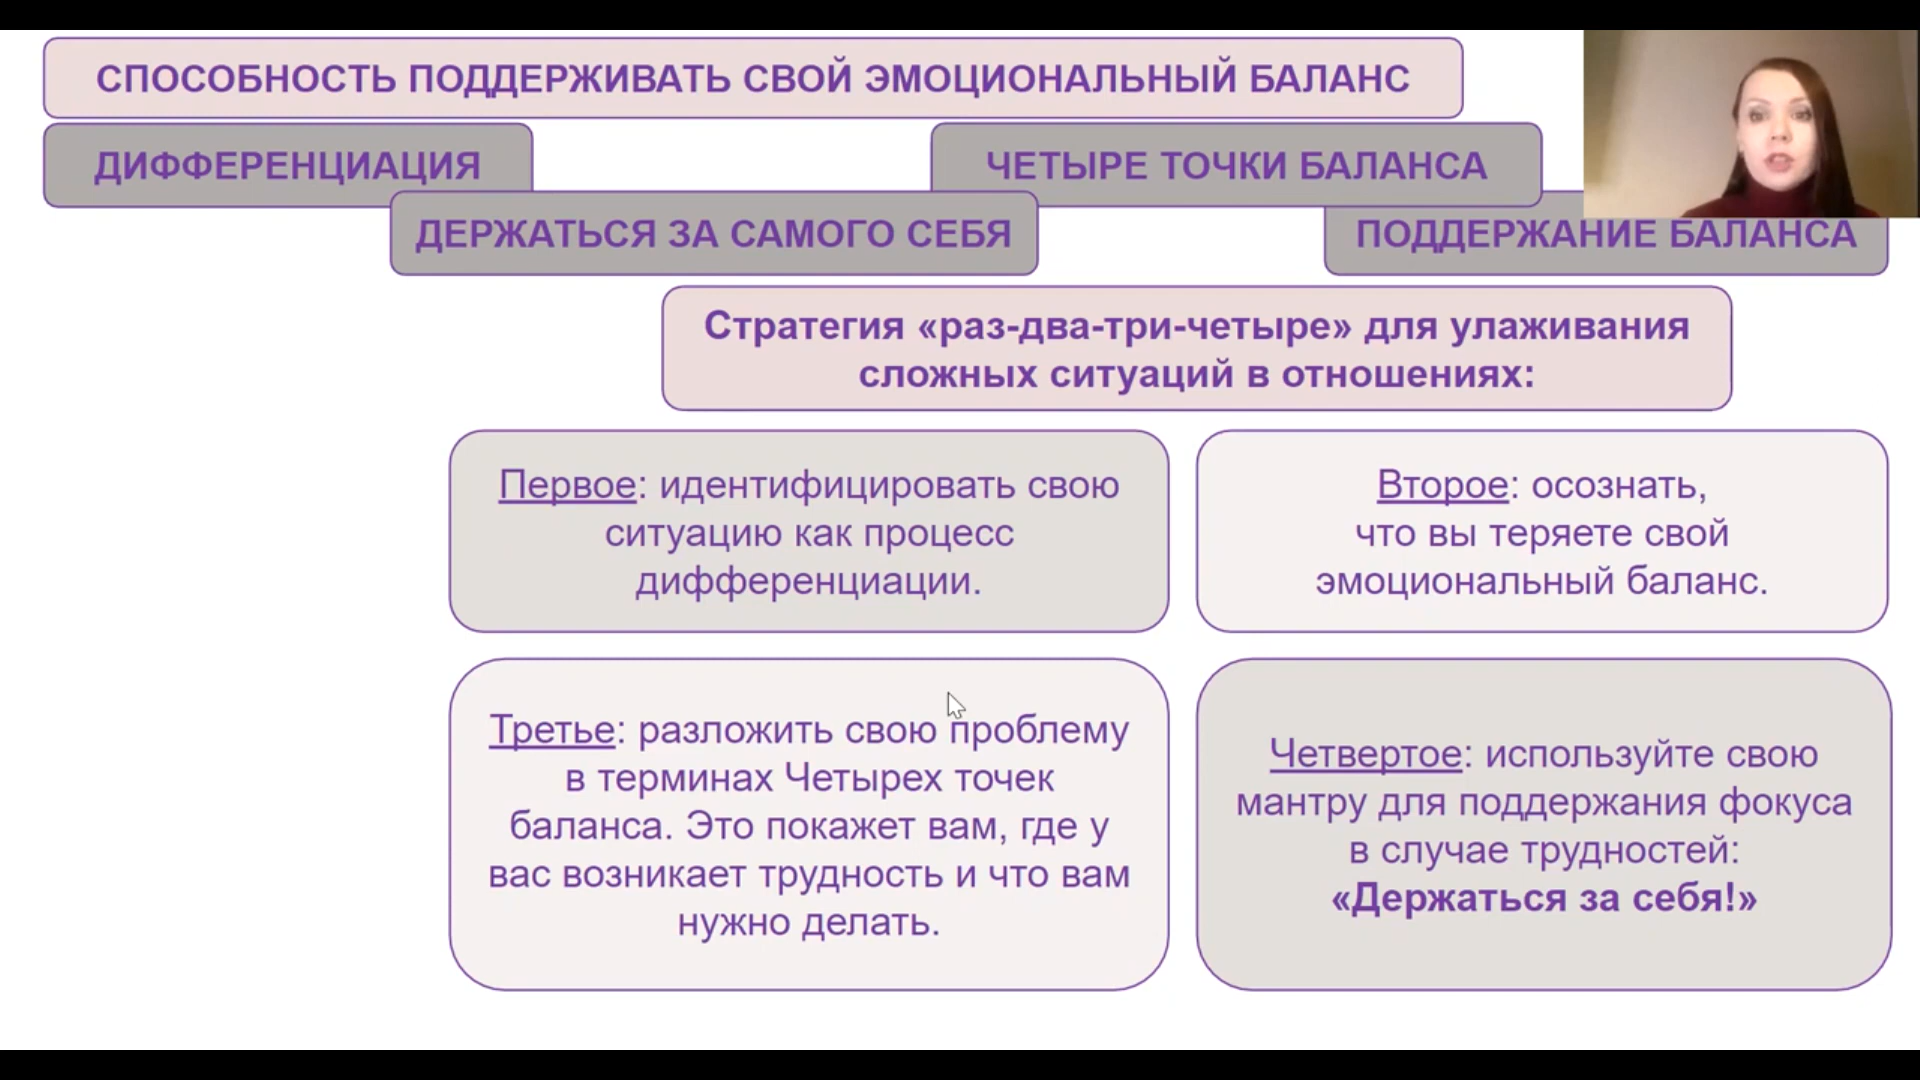 СПОСОБНОСТЬ ПОДДЕРЖИВАТЬ СВОЙ ЭМОЦИОНАЛЬНЫЙ БАЛАНС
ДИФФЕРЕНЦИАЦИЯ
ЧЕТЫРЕ ТОЧКИ БАЛАНСА
ДЕРЖАТЬСЯ ЗА САМОГО СЕБЯ
ПОДДЕРЖАНИЕ БАЛАНСА
Стратегия «раз-два-три-четыре» для улаживания
сложных ситуаций в отношениях:
Первое: идентифицировать свою
ситуацию как процесс
дифференциации.
Второе: осознать,
что вы теряете свой
эмоциональный баланс.
Третье: разложить свою проблему
в терминах Четырех точек
баланса. Это покажет вам, где у
вас возникает трудность и что вам
нужно делать.
Четвертое: используйте свою
мантру для поддержания фокуса
в случае трудностей:
«Держаться за себя!»